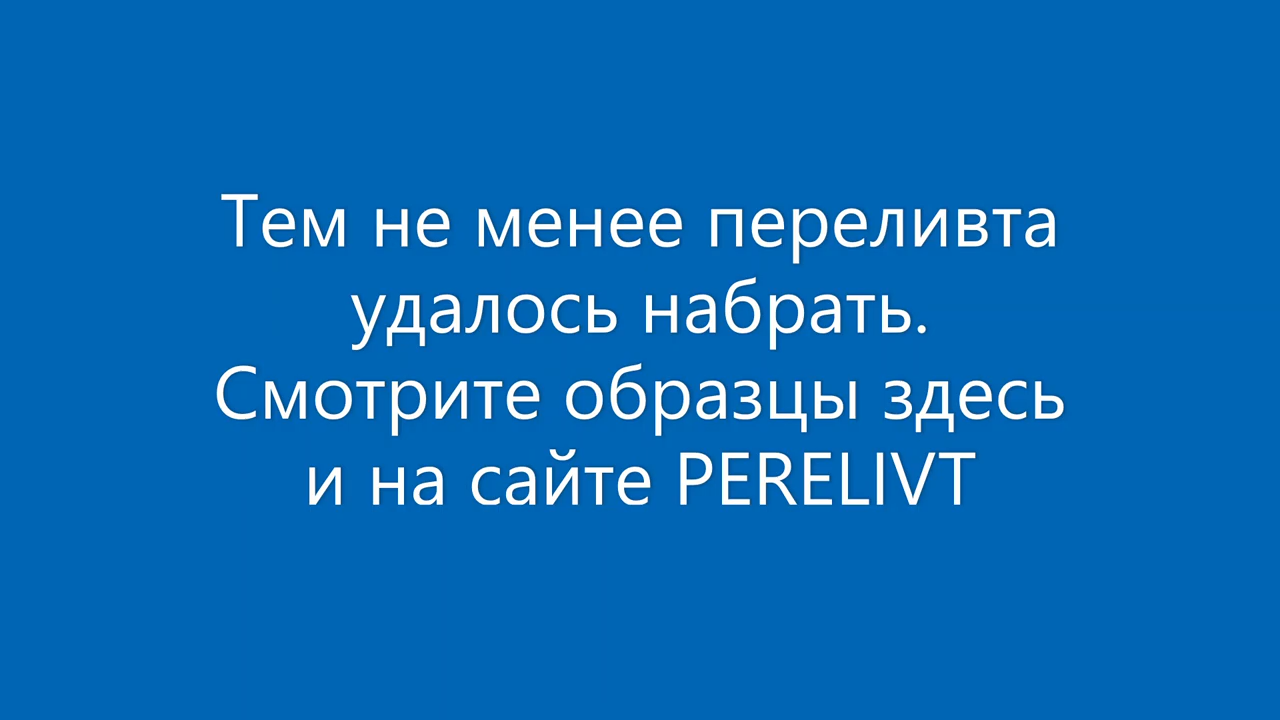 Тем не менее переливта
удалось набрать.
Смотрите образцы здесь
и на сайте PERELIVT